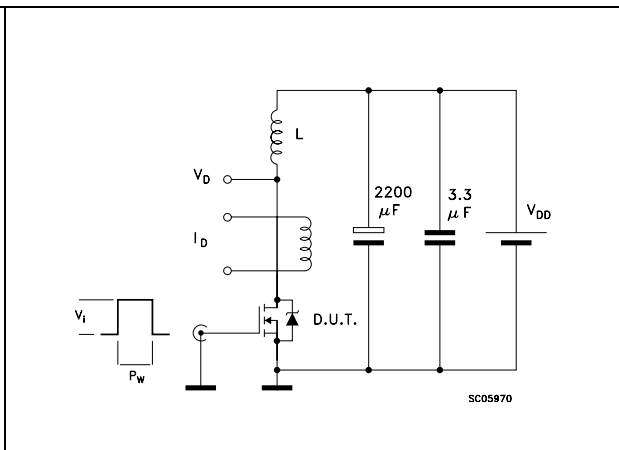 L
V_D
2200
μF
3.3
μF
V_DD
I_D
V_i
D.U.T.
P_W
SC05970